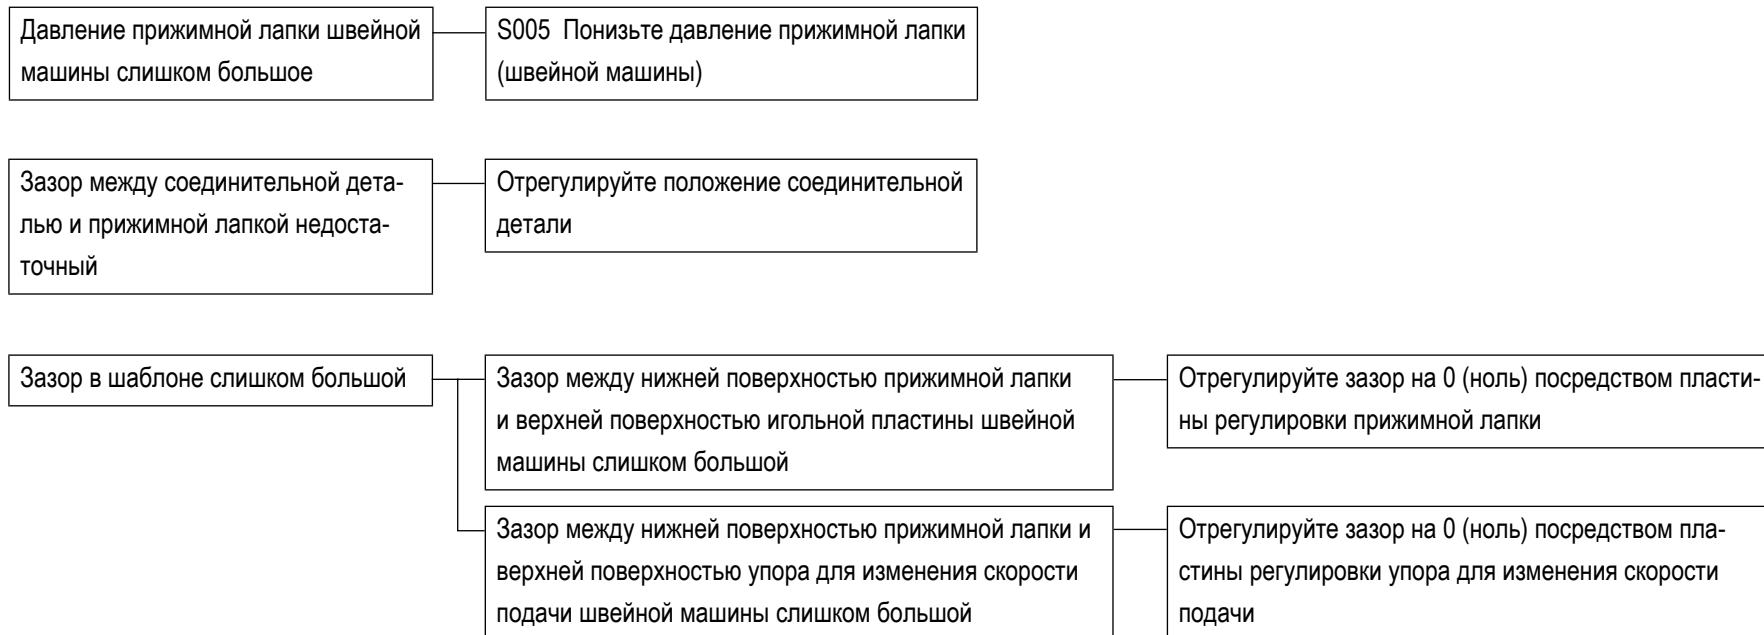 Давление прижимной лапки швейной
машины слишком большое
S005  Понизьте давление прижимной лапки
(швейной машины)
Зазор между соединительной дета-
лью и прижимной лапкой недоста-
точный
Отрегулируйте положение соединительной
детали
Зазор в шаблоне слишком большой
Зазор между нижней поверхностью прижимной лапки
и верхней поверхностью игольной пластины швейной
машины слишком большой
Отрегулируйте зазор на 0 (ноль) посредством пласти-
ны регулировки прижимной лапки
Зазор между нижней поверхностью прижимной лапки и
верхней поверхностью упора для изменения скорости
подачи швейной машины слишком большой
Отрегулируйте зазор на 0 (ноль) посредством пла-
стины регулировки упора для изменения скорости
подачи